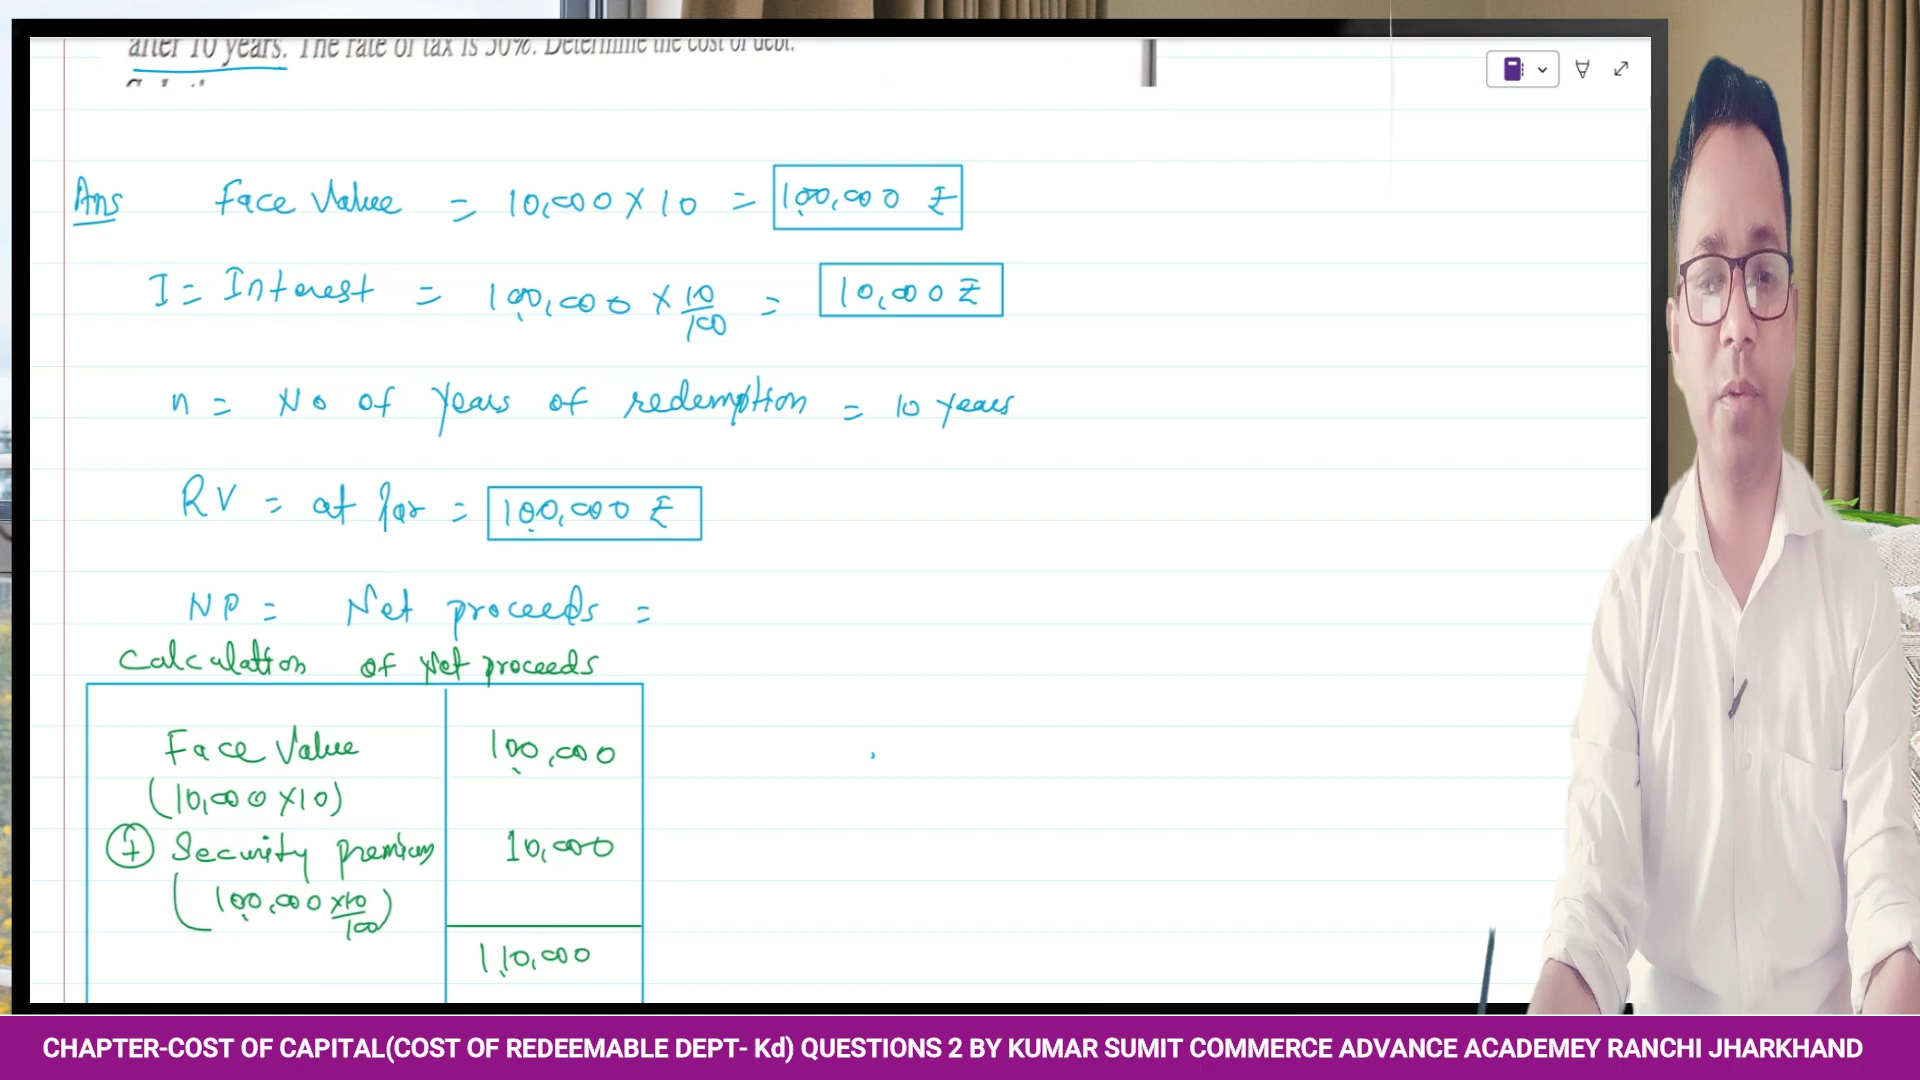 after 10 years. The rate of tax is 50%. Determine the cost of debt.
Ans Face Value = 10,000 × 10 = 100,000 ₹
I = Interest = 100,000 × 10/100 = 10,000 ₹
n = No of years of redemption = 10 years
RV = at par = 100,000 ₹
NP = Net proceeds =
Calculation of Net proceeds
Face Value 100,000
(10,000 × 10)
+ Security premium 10,000
(100,000 × 10/100)
1,10,000
CHAPTER-COST OF CAPITAL(COST OF REDEEMABLE DEPT- Kd) QUESTIONS 2 BY KUMAR SUMIT COMMERCE ADVANCE ACADEMEY RANCHI JHARKHAND